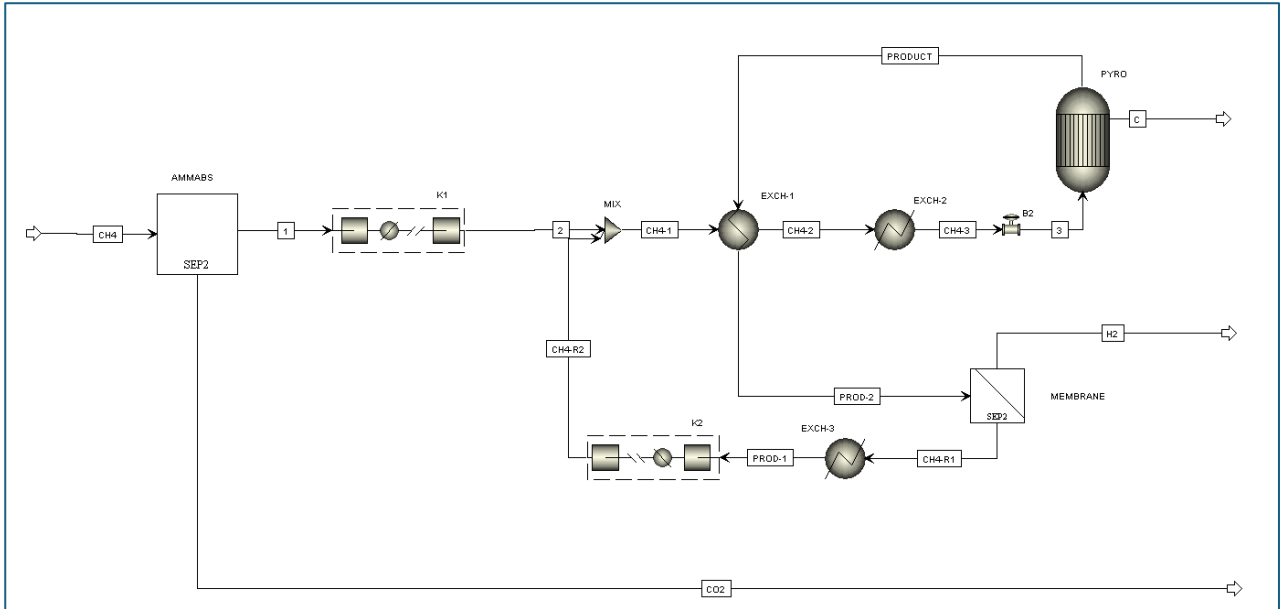 PRODUCT
PYRO
C
AMMABS
K1
MIX
EXCH-1
EXCH-2
B2
CH4
1
2
CH4-1
CH4-2
CH4-3
3
SEP2
H2
CH4-R2
PROD-2
MEMBRANE
SEP2
K2
EXCH-3
PROD-1
CH4-R1
CO2